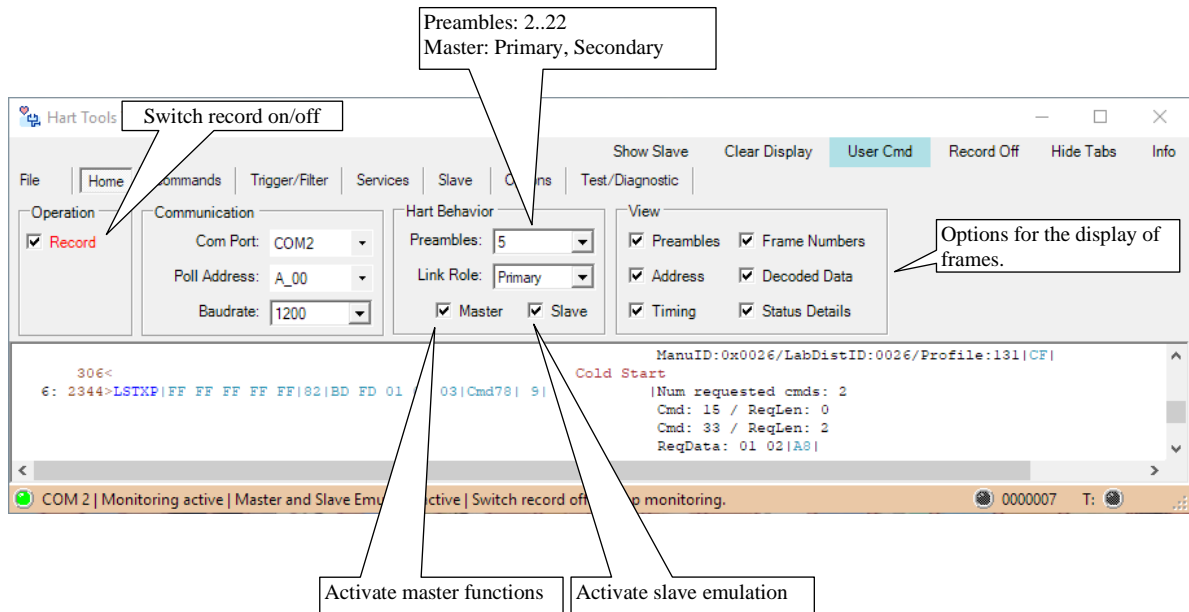 Preambles: 2..22
Master: Primary, Secondary
Hart Tools
Switch record on/off
Show Slave Clear Display User Cmd Record Off Hide Tabs Info
File Home Trigger/Filter Services Slave Test/Diagnostic
Operation Communication Hart Behavior View
Record Com Port: COM2 Preambles: 5 Preambles Frame Numbers
Options for the display of
frames.
Poll Address: A_00 Link Role: Primary Address Decoded Data
Baudrate: 1200 Master Slave Timing Status Details
ManuID:0x0026/LabDistID:0026/Profile:131|CF|
306< Cold Start
6: 2344>LSTXP|FF FF FF FF FF|82|BD FD 01 03|Cmd78| 9| |Num requested cmds: 2
Cmd: 15 / ReqLen: 0
Cmd: 33 / ReqLen: 2
ReqData: 01 02|A8|
COM 2 | Monitoring active | Master and Slave | Switch record monitoring. 0000007 T:
Activate master functions
Activate slave emulation